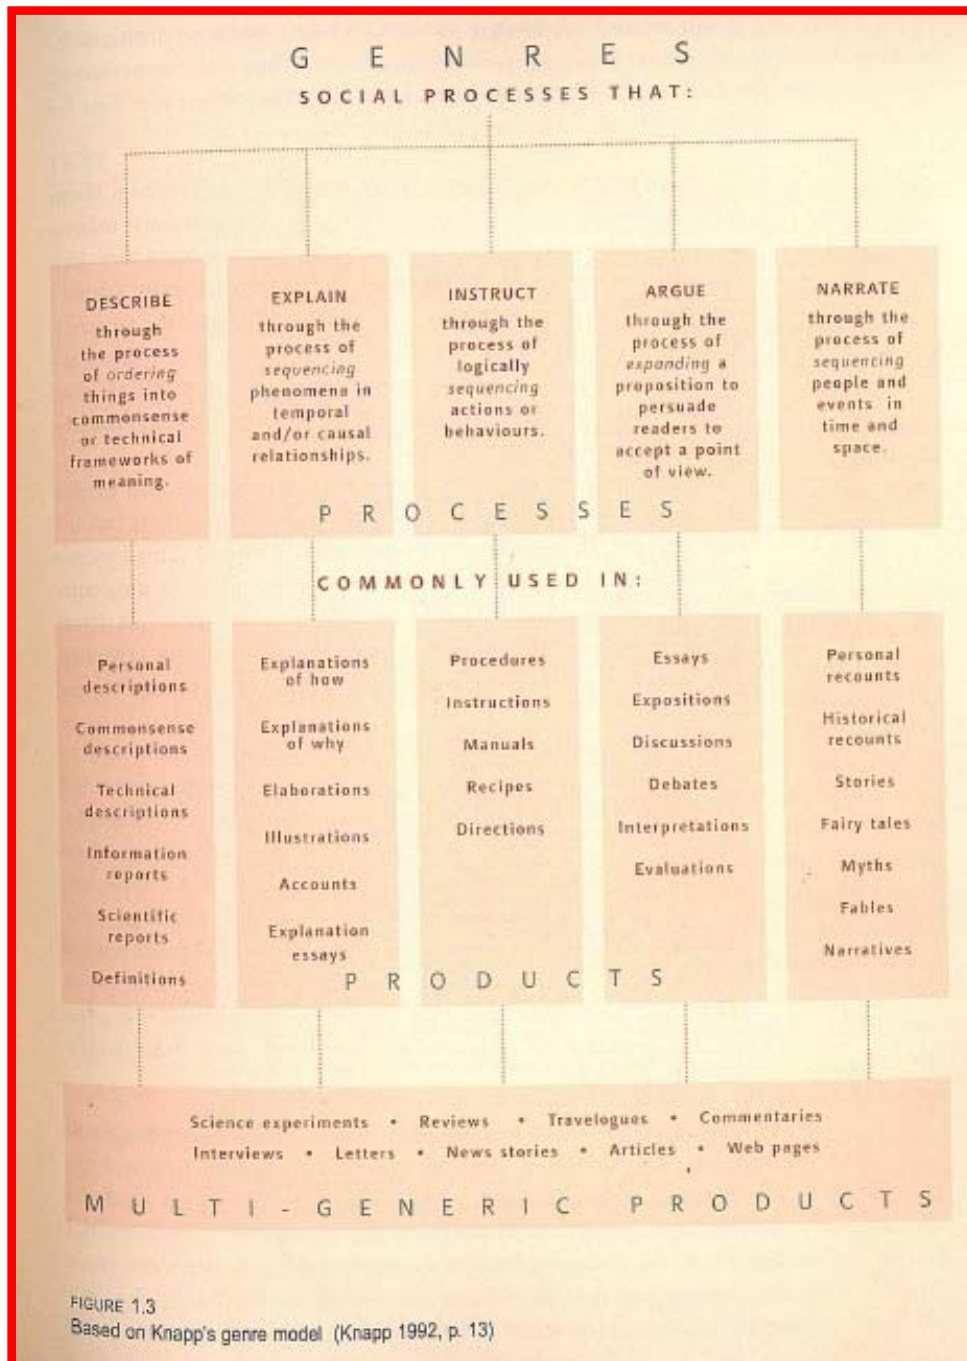 GENRES
SOCIAL PROCESSES THAT:
DESCRIBE
through
the process
of ordering
things into
commonsense
or technical
frameworks of
meaning.
EXPLAIN
through the
process of
sequencing
phenomena in
temporal
and/or causal
relationships.
INSTRUCT
through the
process of
logically
sequencing
actions or
behaviours.
ARGUE
through the
process of
expanding a
proposition to
persuade
readers to
accept a point
of view.
NARRATE
through the
process of
sequencing
people and
events in
time and
space.
PROCESSES
COMMONLY USED IN:
Personal
descriptions
Commonsense
descriptions
Technical
descriptions
Information
reports
Scientific
reports
Definitions
Explanations
of how
Explanations
of why
Elaborations
Illustrations
Accounts
Explanation
essays
Procedures
Instructions
Manuals
Recipes
Directions
Essays
Expositions
Discussions
Debates
Interpretations
Evaluations
Personal
recounts
Historical
recounts
Stories
Fairy tales
Myths
Fables
Narratives
PRODUCTS
Science experiments • Reviews • Travelogues • Commentaries
Interviews • Letters • News stories • Articles • Web pages
MULTI-GENERIC PRODUCTS
FIGURE 1.3
Based on Knapp's genre model (Knapp 1992, p. 13)